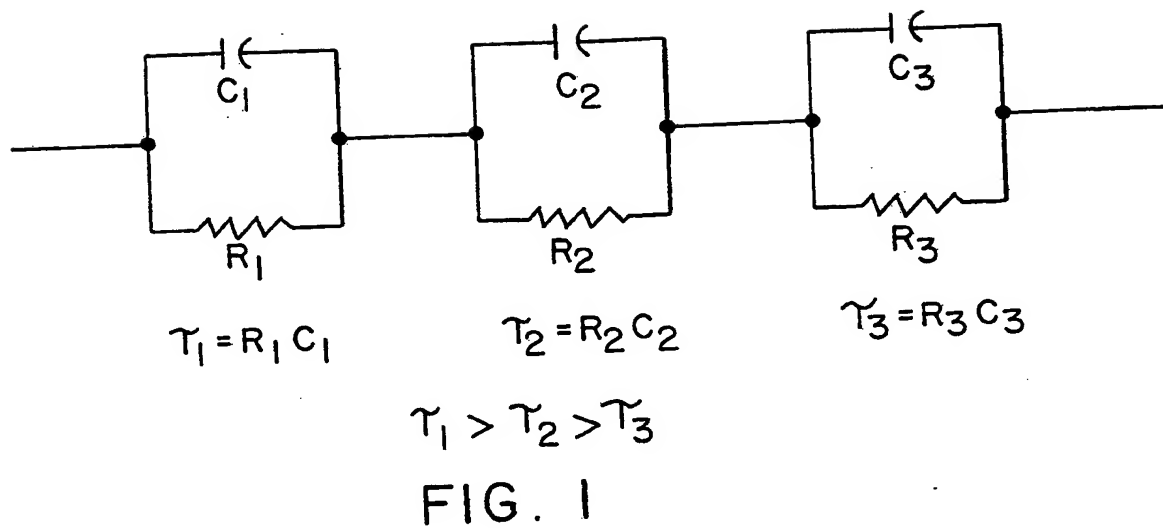 C₁ C₂ C₃
R₁ R₂ R₃
τ₁ = R₁ C₁ τ₂ = R₂ C₂ τ₃ = R₃ C₃
τ₁ > τ₂ > τ₃
FIG. 1